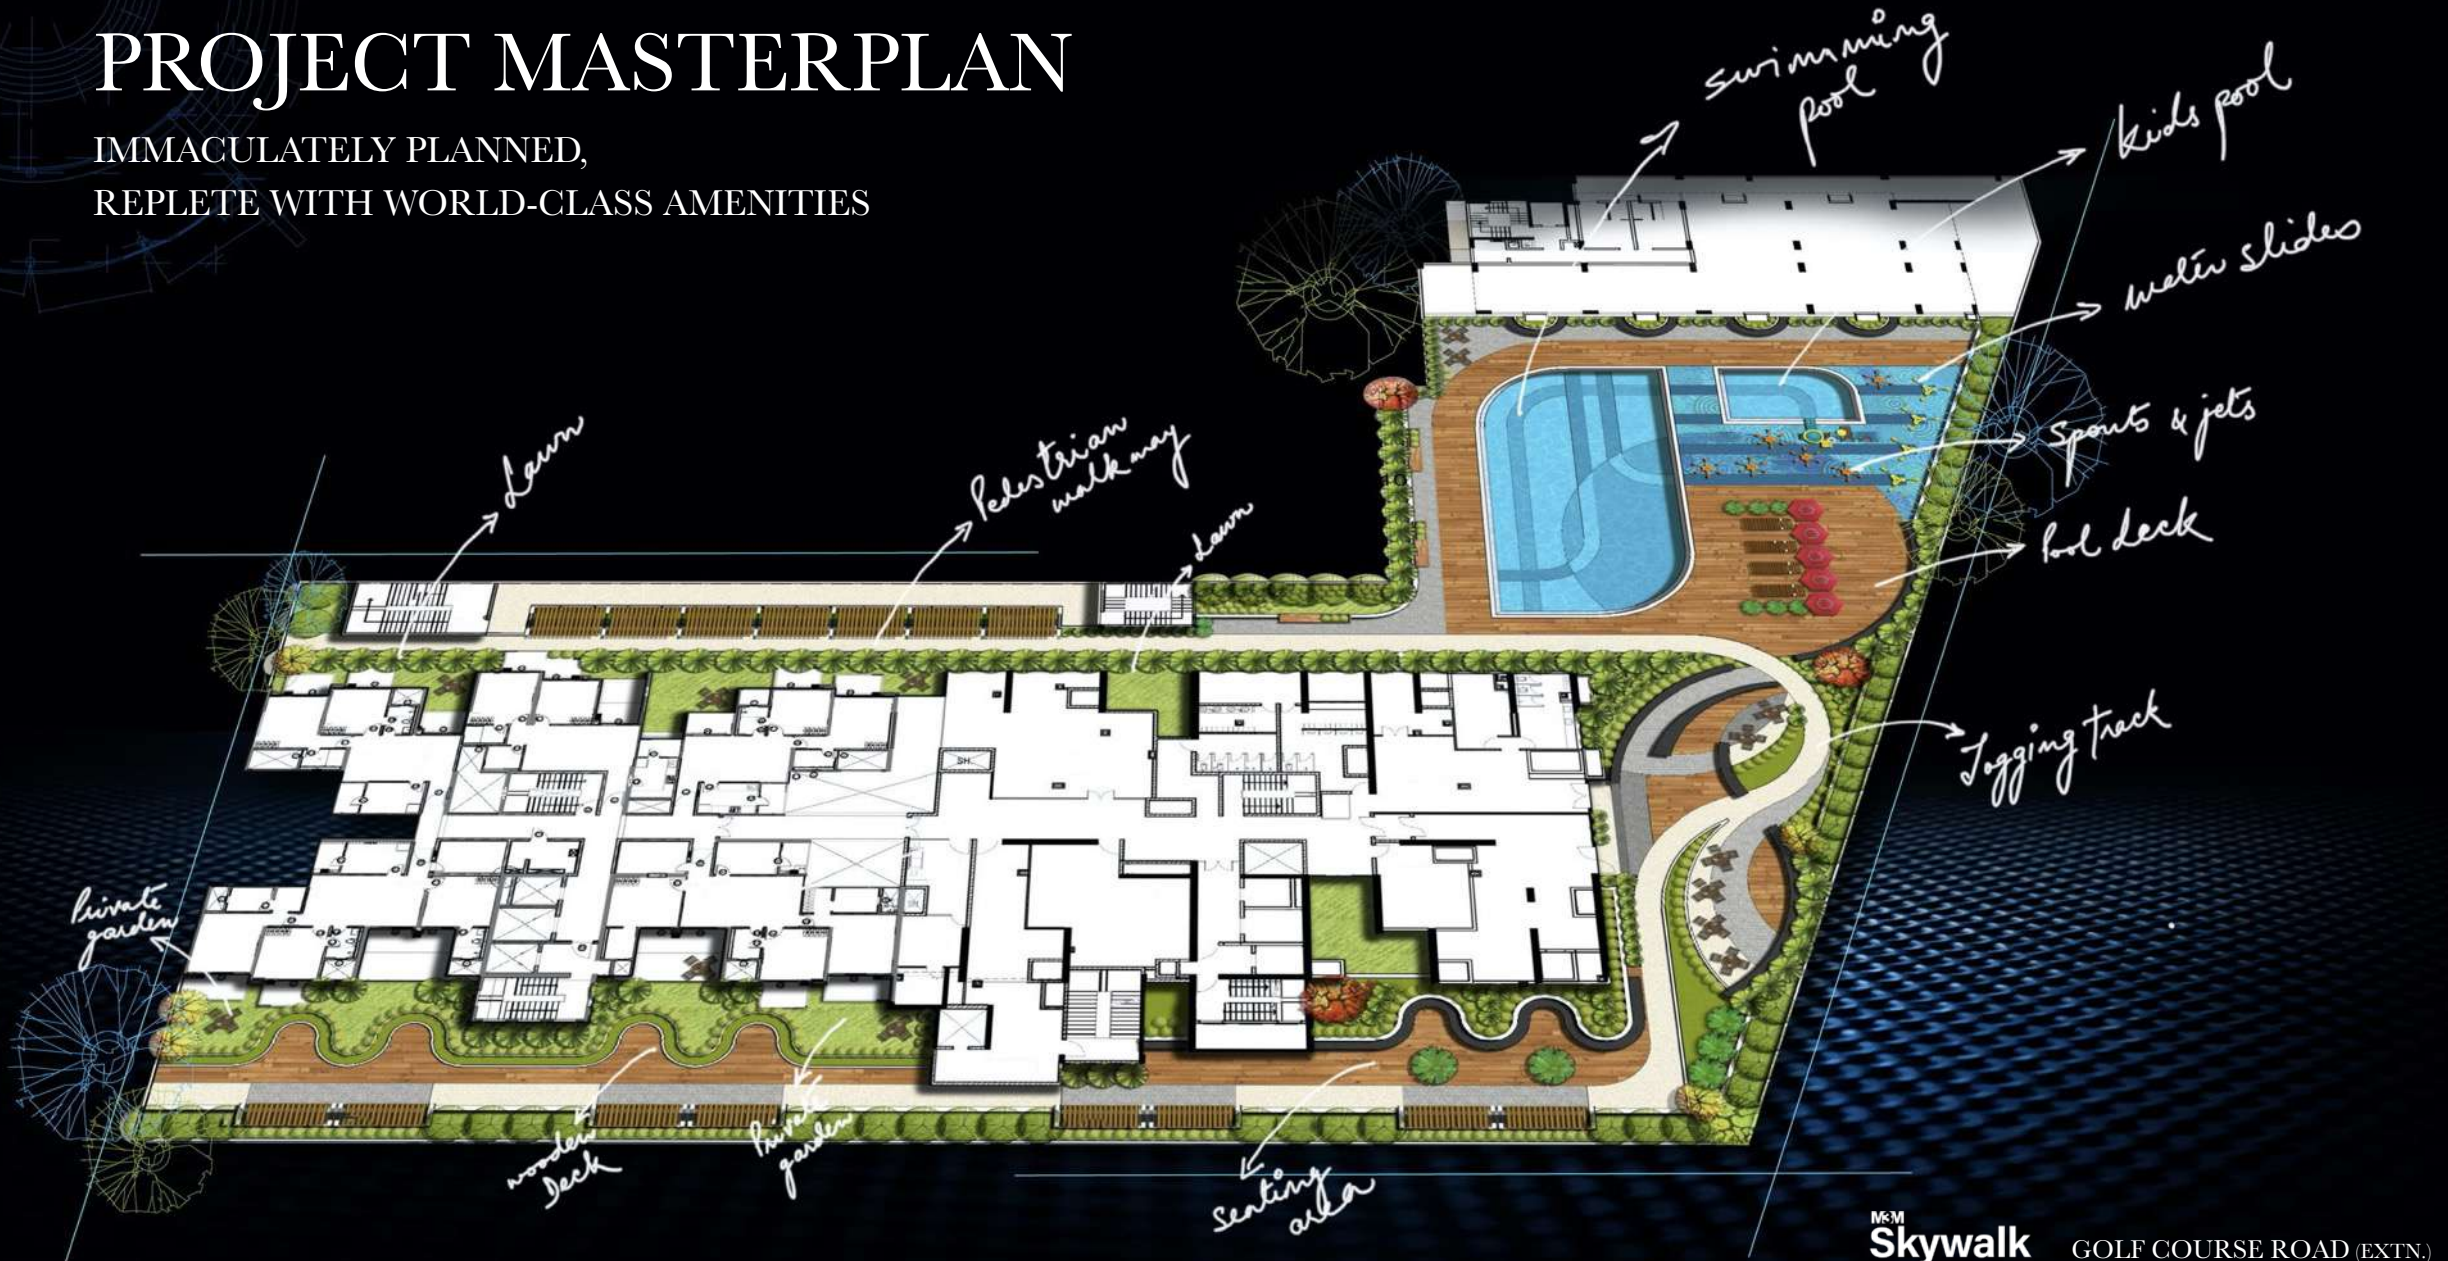 PROJECT MASTERPLAN
IMMACULATELY PLANNED,
REPLETE WITH WORLD-CLASS AMENITIES
swimming
pool
kids pool
water slides
spouts & jets
Pool deck
Jogging track
Lawn
Pedestrian
walkway
Lawn
SH
Private
garden
wooden
Deck
Private
garden
seating
area
M3M
Skywalk
GOLF COURSE ROAD (EXTN.)